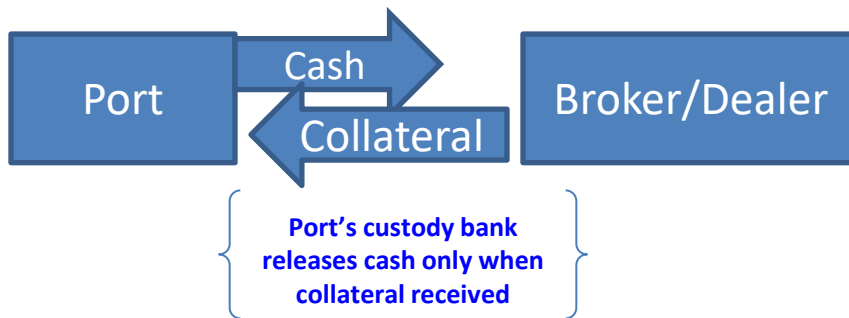 Port
Cash
Collateral
Broker/Dealer
Port’s custody bank
releases cash only when
collateral received